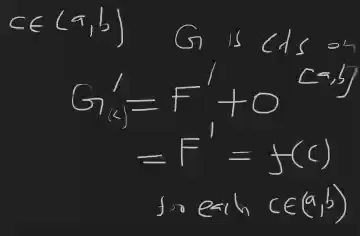 c∈(a,b)
G is cts on
[a,b]
G'(c) = F' + 0
= F' = f(c)
for each c∈(a,b)